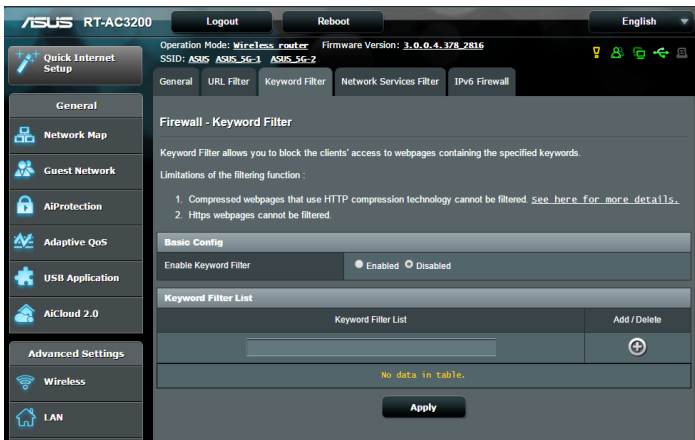 ASUS RT-AC3200 Logout Reboot English
Quick Internet Setup
General
Network Map
Guest Network
AiProtection
Adaptive QoS
USB Application
AiCloud 2.0
Advanced Settings
Wireless
LAN
Operation Mode: Wireless router Firmware Version: 3.0.0.4.378_2816
SSID: ASUS ASUS_5G-1 ASUS_5G-2
General URL Filter Keyword Filter Network Services Filter IPv6 Firewall
Firewall - Keyword Filter
Keyword Filter allows you to block the clients' access to webpages containing the specified keywords.
Limitations of the filtering function :
1. Compressed webpages that use HTTP compression technology cannot be filtered. See here for more details.
2. Https webpages cannot be filtered.
Basic Config
Enable Keyword Filter Enabled Disabled
Keyword Filter List
Keyword Filter List Add / Delete
No data in table.
Apply